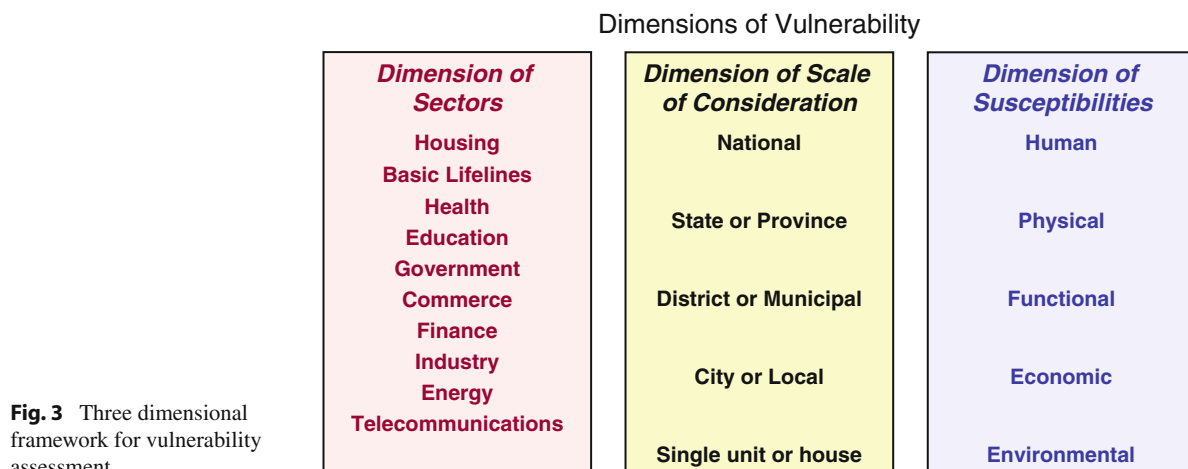 Dimensions of Vulnerability
Dimension of
Sectors
Housing
Basic Lifelines
Health
Education
Government
Commerce
Finance
Industry
Energy
Telecommunications
Dimension of Scale
of Consideration
National
State or Province
District or Municipal
City or Local
Single unit or house
Dimension of
Susceptibilities
Human
Physical
Functional
Economic
Environmental
Fig. 3 Three dimensional
framework for vulnerability
assessment